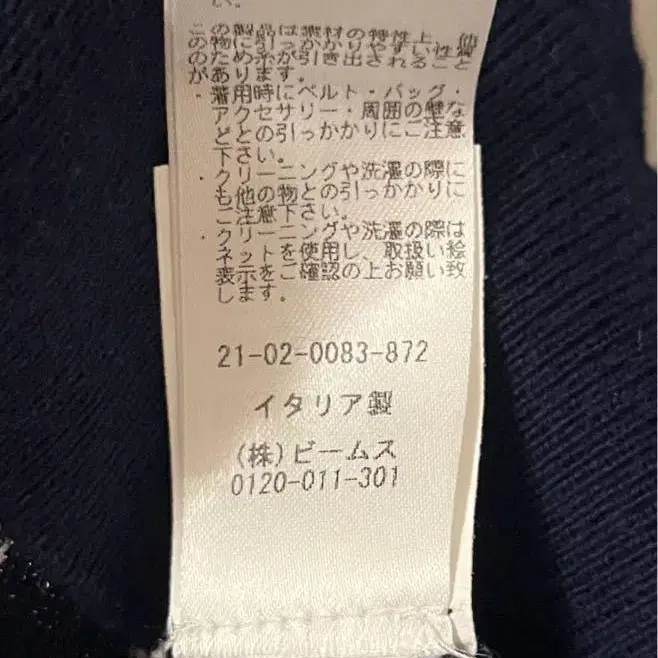 い。
この製品は素材の特性上、他
の物に引っかかりやすい性質
のため糸が引き出されること
があります。
・着用時にベルト・バッグ・
アクセサリー・周囲の壁な
どとの引っかかりにご注意
下さい。
・クリーニングや洗濯の際に
も他の物との引っかかりに
ご注意下さい。
・クリーニングや洗濯の際は
ネットを使用し、取扱い絵
表示をご確認の上お願い致
します。
21-02-0083-872
イタリア製
(株)ビームス
0120-011-301